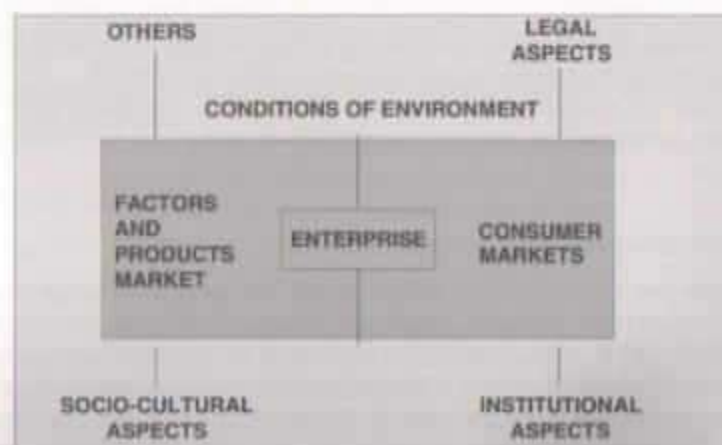 OTHERS
LEGAL
ASPECTS
CONDITIONS OF ENVIRONMENT
FACTORS
AND
PRODUCTS
MARKET
ENTERPRISE
CONSUMER
MARKETS
SOCIO-CULTURAL
ASPECTS
INSTITUTIONAL
ASPECTS